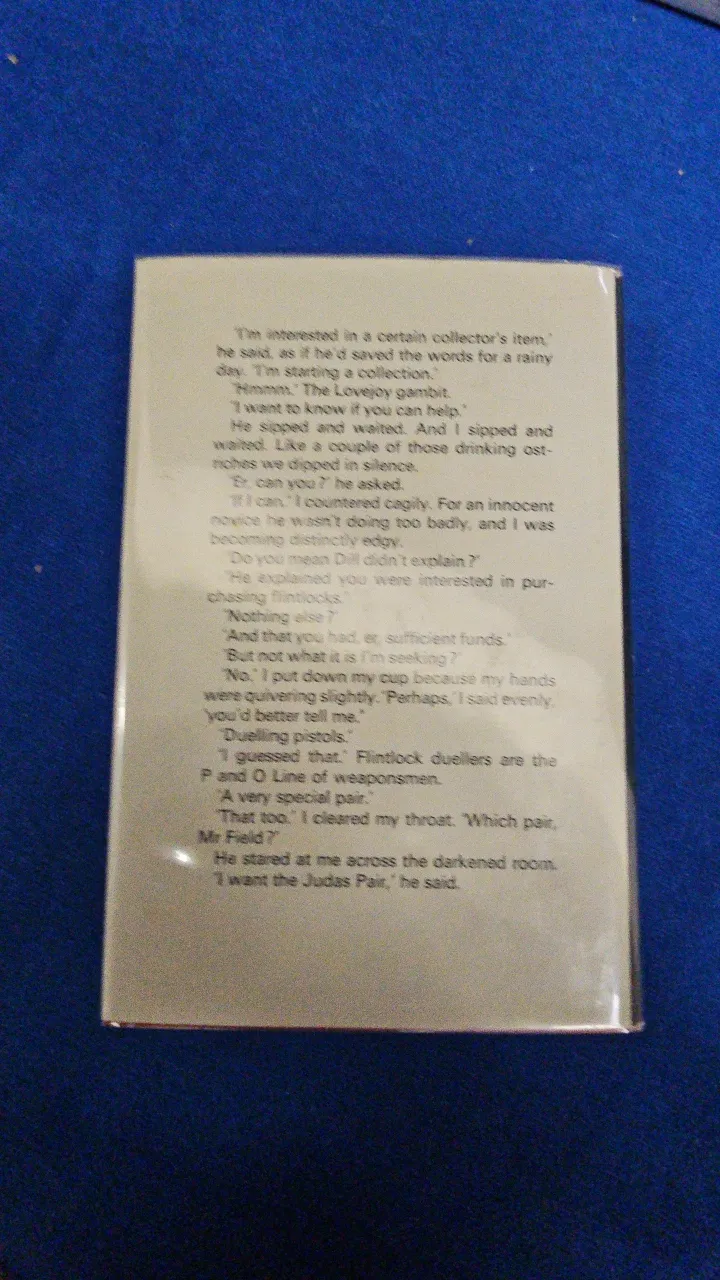 'I'm interested in a certain collector's item,'
he said, as if he'd saved the words for a rainy
day. 'I'm starting a collection.'
'Hmmm.' The Lovejoy gambit.
'I want to know if you can help.'
He sipped and waited. And I sipped and
waited. Like a couple of those drinking ost-
riches we dipped in silence.
'Er, can you?' he asked.
'If I can,' I countered cagily. For an innocent
novice he wasn't doing too badly, and I was
becoming distinctly edgy.
'Do you mean Dill didn't explain?'
'He explained you were interested in pur-
chasing flintlocks.'
'Nothing else?'
'And that you had, er, sufficient funds.'
'But not what it is I'm seeking?'
'No.' I put down my cup because my hands
were quivering slightly. 'Perhaps,' I said evenly,
'you'd better tell me.'
'Duelling pistols.'
'I guessed that.' Flintlock duellers are the
P and O Line of weaponsmen.
'A very special pair.'
'That too.' I cleared my throat. 'Which pair,
Mr Field?'
He stared at me across the darkened room.
'I want the Judas Pair,' he said.